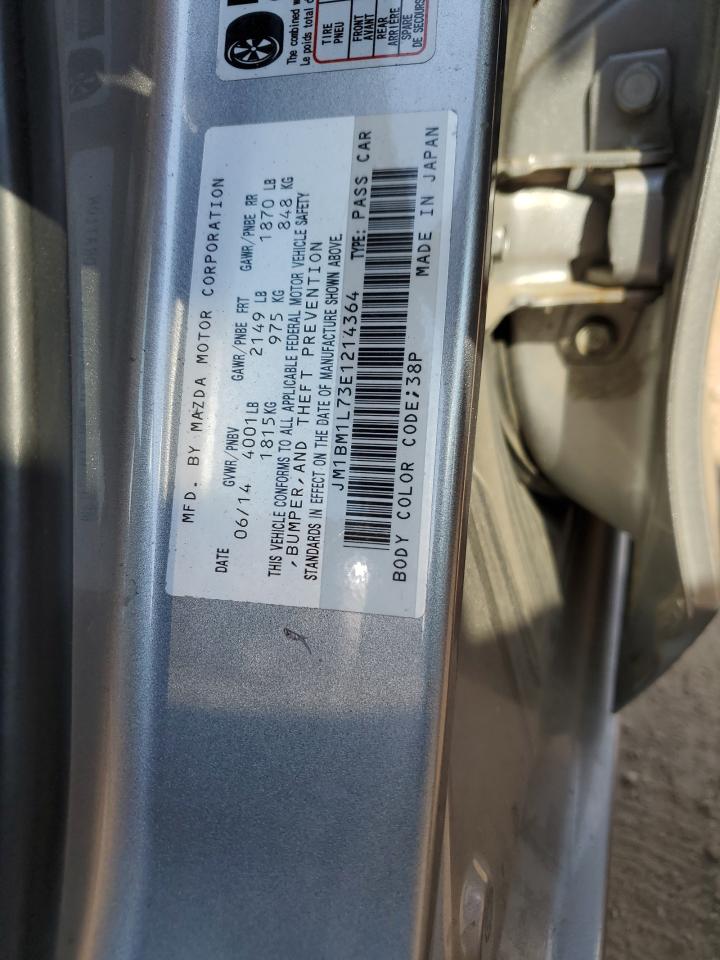 The combined w
Le poids total d
TIRE
PNEU
FRONT
AVANT
REAR
ARRIÈRE
SPARE
DE SECOURS
MFD. BY MAZDA MOTOR CORPORATION
DATE GVWR/PNBV GAWR/PNBE FRT GAWR/PNBE RR
06/14 4001LB 2149 LB 1870 LB
1815KG 975 KG 848 KG
THIS VEHICLE CONFORMS TO ALL APPLICABLE FEDERAL MOTOR VEHICLE SAFETY
,BUMPER,AND THEFT PREVENTION
STANDARDS IN EFFECT ON THE DATE OF MANUFACTURE SHOWN ABOVE.
JM1BM1L73E1214364 TYPE: PASS CAR
BODY COLOR CODE;38P MADE IN JAPAN